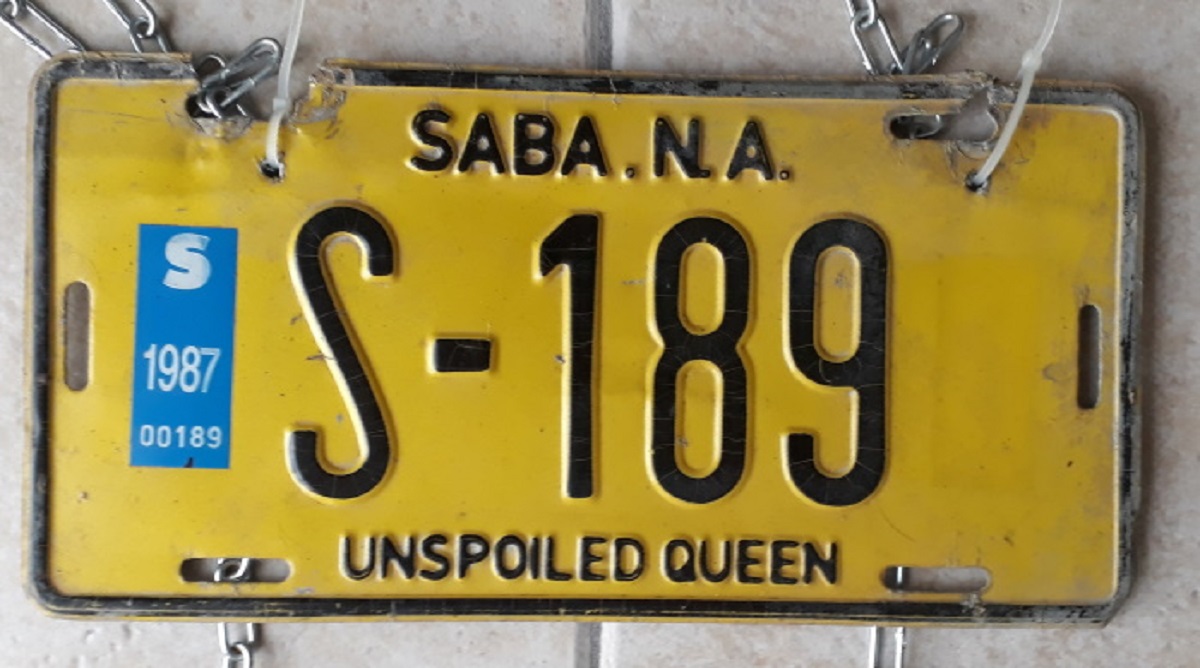 SABA. N.A.
S
1987
00189
S-189
UNSPOILED QUEEN